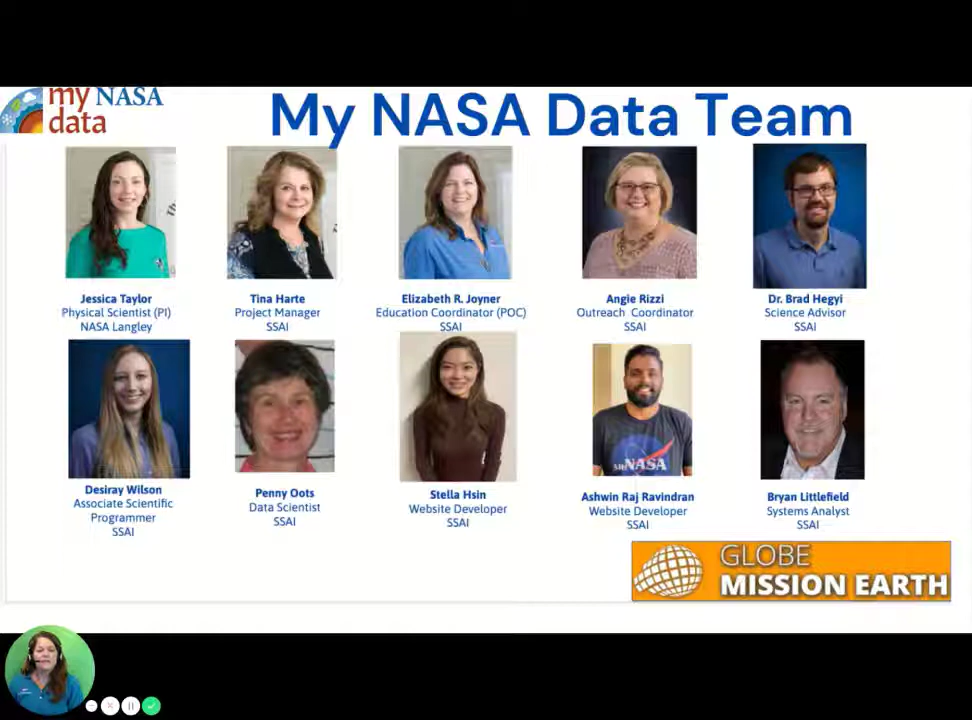 my NASA
data
My NASA Data Team
Jessica Taylor
Physical Scientist (PI)
NASA Langley
Tina Harte
Project Manager
SSAI
Elizabeth R. Joyner
Education Coordinator (POC)
SSAI
Angie Rizzi
Outreach Coordinator
SSAI
Dr. Brad Hegyi
Science Advisor
SSAI
Desiray Wilson
Associate Scientific
Programmer
SSAI
Penny Oots
Data Scientist
SSAI
Stella Hsin
Website Developer
SSAI
NASA
Ashwin Raj Ravindran
Website Developer
SSAI
Bryan Littlefield
Systems Analyst
SSAI
GLOBE
MISSION EARTH